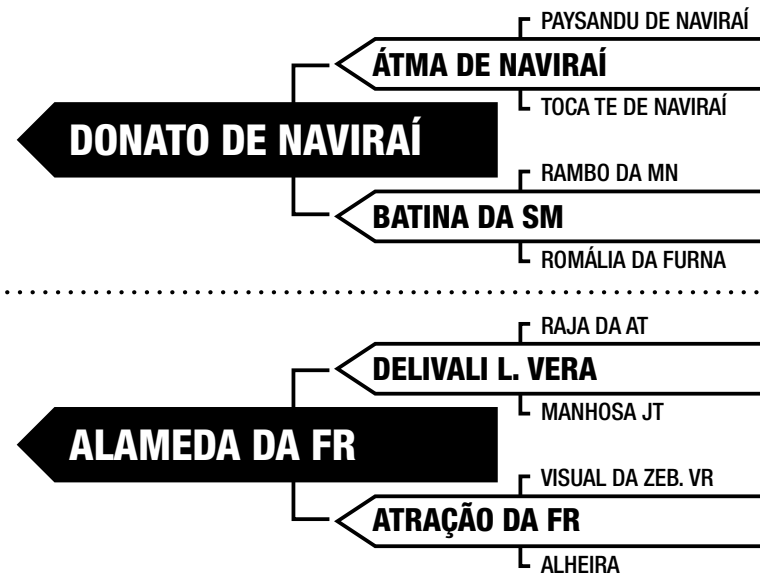 PAYSANDU DE NAVIRAÍ
ÁTMA DE NAVIRAÍ
TOCA TE DE NAVIRAÍ
DONATO DE NAVIRAÍ
RAMBO DA MN
BATINA DA SM
ROMÁLIA DA FURNA
RAJA DA AT
DELIVALI L. VERA
MANHOSA JT
ALAMEDA DA FR
VISUAL DA ZEB. VR
ATRAÇÃO DA FR
ALHEIRA